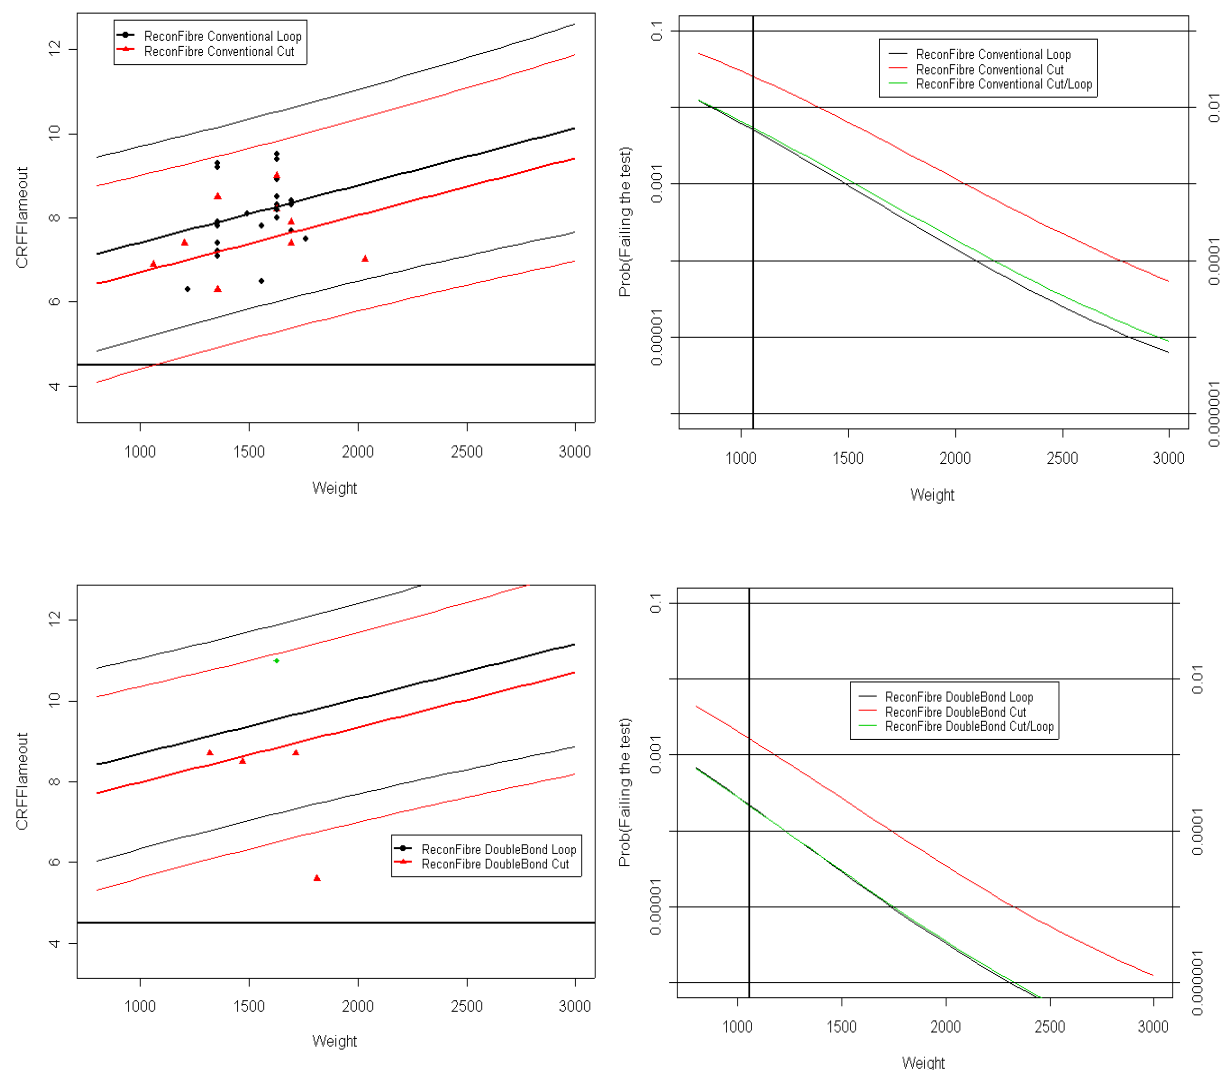 ReconFibre Conventional Loop
ReconFibre Conventional Cut
CRFFlameout
4
6
8
10
12
1000
1500
2000
2500
3000
Weight
ReconFibre Conventional Loop
ReconFibre Conventional Cut
ReconFibre Conventional Cut/Loop
Prob(Failing the test)
0.1
0.001
0.00001
0.01
0.0001
0.000001
1000
1500
2000
2500
3000
Weight
ReconFibre DoubleBond Loop
ReconFibre DoubleBond Cut
CRFFlameout
4
6
8
10
12
1000
1500
2000
2500
3000
Weight
ReconFibre DoubleBond Loop
ReconFibre DoubleBond Cut
ReconFibre DoubleBond Cut/Loop
Prob(Failing the test)
0.1
0.001
0.00001
0.01
0.0001
0.000001
1000
1500
2000
2500
3000
Weight